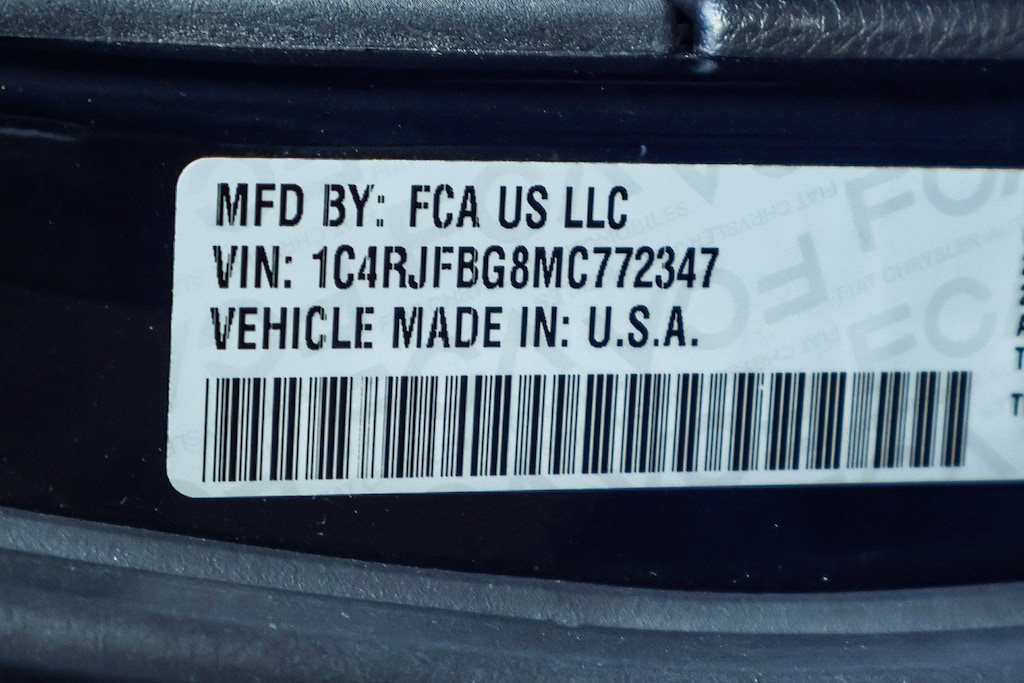 MFD BY: FCA US LLC
VIN: 1C4RJFBG8MC772347
VEHICLE MADE IN: U.S.A.